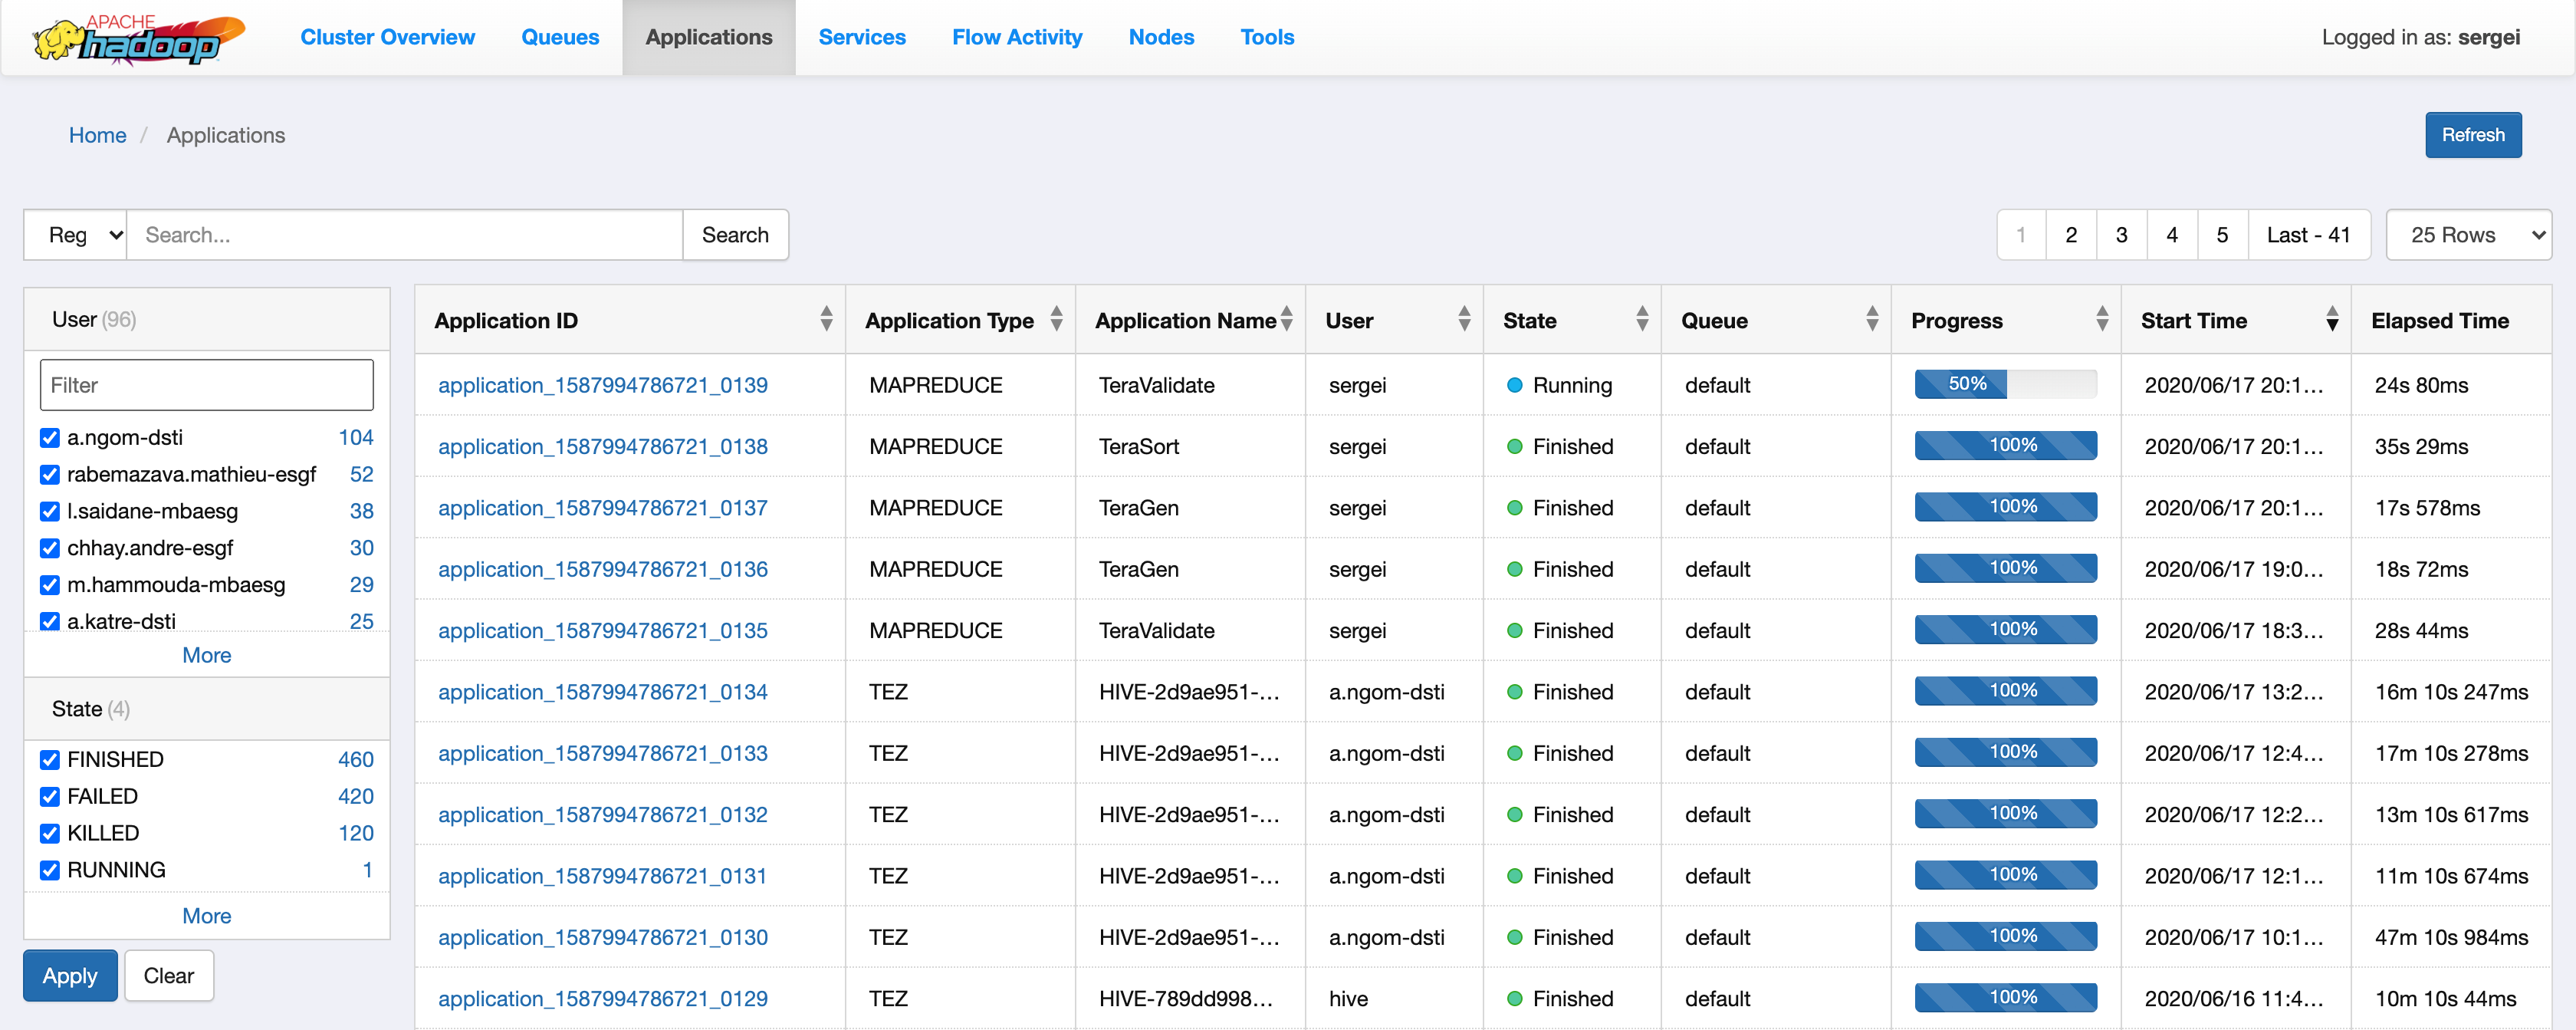 APACHE hadoop
Cluster Overview Queues Applications Services Flow Activity Nodes Tools Logged in as: sergei
Home / Applications Refresh
Reg Search... Search 1 2 3 4 5 Last - 41 25 Rows
User (96)
Filter
a.ngom-dsti 104
rabemazava.mathieu-esgf 52
l.saidane-mbaesg 38
chhay.andre-esgf 30
m.hammouda-mbaesg 29
a.katre-dsti 25
More
State (4)
FINISHED 460
FAILED 420
KILLED 120
RUNNING 1
More
Apply Clear
Application ID Application Type Application Name User State Queue Progress Start Time Elapsed Time
application_1587994786721_0139 MAPREDUCE TeraValidate sergei Running default 50% 2020/06/17 20:1... 24s 80ms
application_1587994786721_0138 MAPREDUCE TeraSort sergei Finished default 100% 2020/06/17 20:1... 35s 29ms
application_1587994786721_0137 MAPREDUCE TeraGen sergei Finished default 100% 2020/06/17 20:1... 17s 578ms
application_1587994786721_0136 MAPREDUCE TeraGen sergei Finished default 100% 2020/06/17 19:0... 18s 72ms
application_1587994786721_0135 MAPREDUCE TeraValidate sergei Finished default 100% 2020/06/17 18:3... 28s 44ms
application_1587994786721_0134 TEZ HIVE-2d9ae951-... a.ngom-dsti Finished default 100% 2020/06/17 13:2... 16m 10s 247ms
application_1587994786721_0133 TEZ HIVE-2d9ae951-... a.ngom-dsti Finished default 100% 2020/06/17 12:4... 17m 10s 278ms
application_1587994786721_0132 TEZ HIVE-2d9ae951-... a.ngom-dsti Finished default 100% 2020/06/17 12:2... 13m 10s 617ms
application_1587994786721_0131 TEZ HIVE-2d9ae951-... a.ngom-dsti Finished default 100% 2020/06/17 12:1... 11m 10s 674ms
application_1587994786721_0130 TEZ HIVE-2d9ae951-... a.ngom-dsti Finished default 100% 2020/06/17 10:1... 47m 10s 984ms
application_1587994786721_0129 TEZ HIVE-789dd998... hive Finished default 100% 2020/06/16 11:4... 10m 10s 44ms